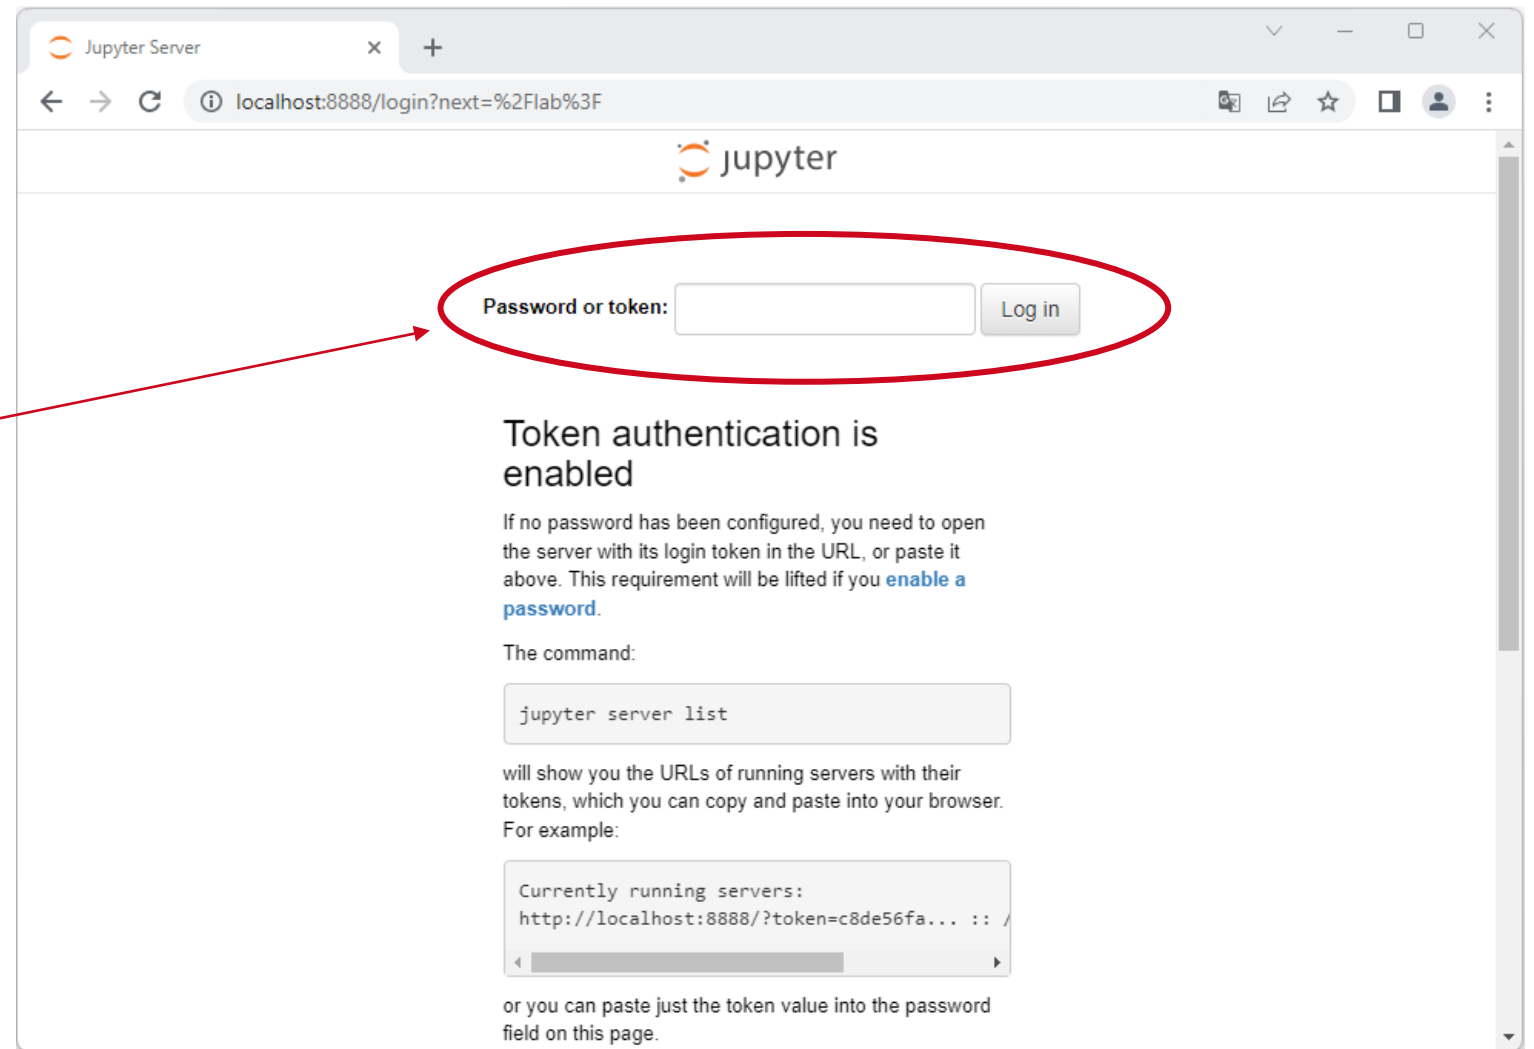 Jupyter Server
localhost:8888/login?next=%2Flab%3F
jupyter
Password or token:
Log in
Token authentication is
enabled
If no password has been configured, you need to open
the server with its login token in the URL, or paste it
above. This requirement will be lifted if you enable a
password.
The command:
jupyter server list
will show you the URLs of running servers with their
tokens, which you can copy and paste into your browser.
For example:
Currently running servers:
http://localhost:8888/?token=c8de56fa... :: /
or you can paste just the token value into the password
field on this page.